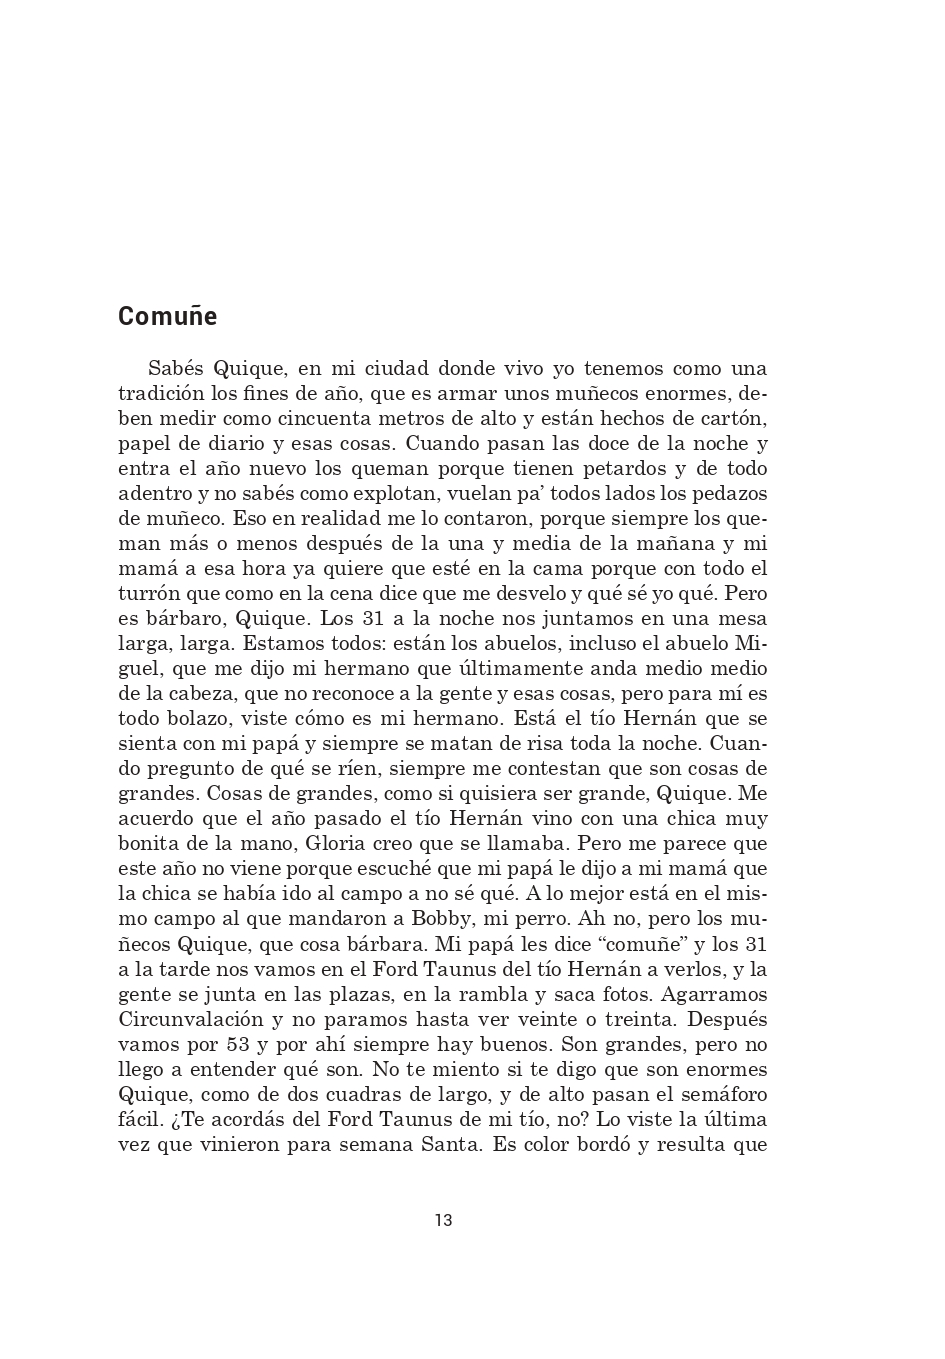 Comuñe
Sabés Quique, en mi ciudad donde vivo yo tenemos como una
tradición los fines de año, que es armar unos muñecos enormes, de-
ben medir como cincuenta metros de alto y están hechos de cartón,
papel de diario y esas cosas. Cuando pasan las doce de la noche y
entra el año nuevo los queman porque tienen petardos y de todo
adentro y no sabés como explotan, vuelan pa’ todos lados los pedazos
de muñeco. Eso en realidad me lo contaron, porque siempre los que-
man más o menos después de la una y media de la mañana y mi
mamá a esa hora ya quiere que esté en la cama porque con todo el
turrón que como en la cena dice que me desvelo y qué sé yo qué. Pero
es bárbaro, Quique. Los 31 a la noche nos juntamos en una mesa
larga, larga. Estamos todos: están los abuelos, incluso el abuelo Mi-
guel, que me dijo mi hermano que últimamente anda medio medio
de la cabeza, que no reconoce a la gente y esas cosas, pero para mí es
todo bolazo, viste cómo es mi hermano. Está el tío Hernán que se
sienta con mi papá y siempre se matan de risa toda la noche. Cuan-
do pregunto de qué se ríen, siempre me contestan que son cosas de
grandes. Cosas de grandes, como si quisiera ser grande, Quique. Me
acuerdo que el año pasado el tío Hernán vino con una chica muy
bonita de la mano, Gloria creo que se llamaba. Pero me parece que
este año no viene porque escuché que mi papá le dijo a mi mamá que
la chica se había ido al campo a no sé qué. A lo mejor está en el mis-
mo campo al que mandaron a Bobby, mi perro. Ah no, pero los mu-
ñecos Quique, que cosa bárbara. Mi papá les dice “comuñe” y los 31
a la tarde nos vamos en el Ford Taunus del tío Hernán a verlos, y la
gente se junta en las plazas, en la rambla y saca fotos. Agarramos
Circunvalación y no paramos hasta ver veinte o treinta. Después
vamos por 53 y por ahí siempre hay buenos. Son grandes, pero no
llego a entender qué son. No te miento si te digo que son enormes
Quique, como de dos cuadras de largo, y de alto pasan el semáforo
fácil. ¿Te acordás del Ford Taunus de mi tío, no? Lo viste la última
vez que vinieron para semana Santa. Es color bordó y resulta que
13